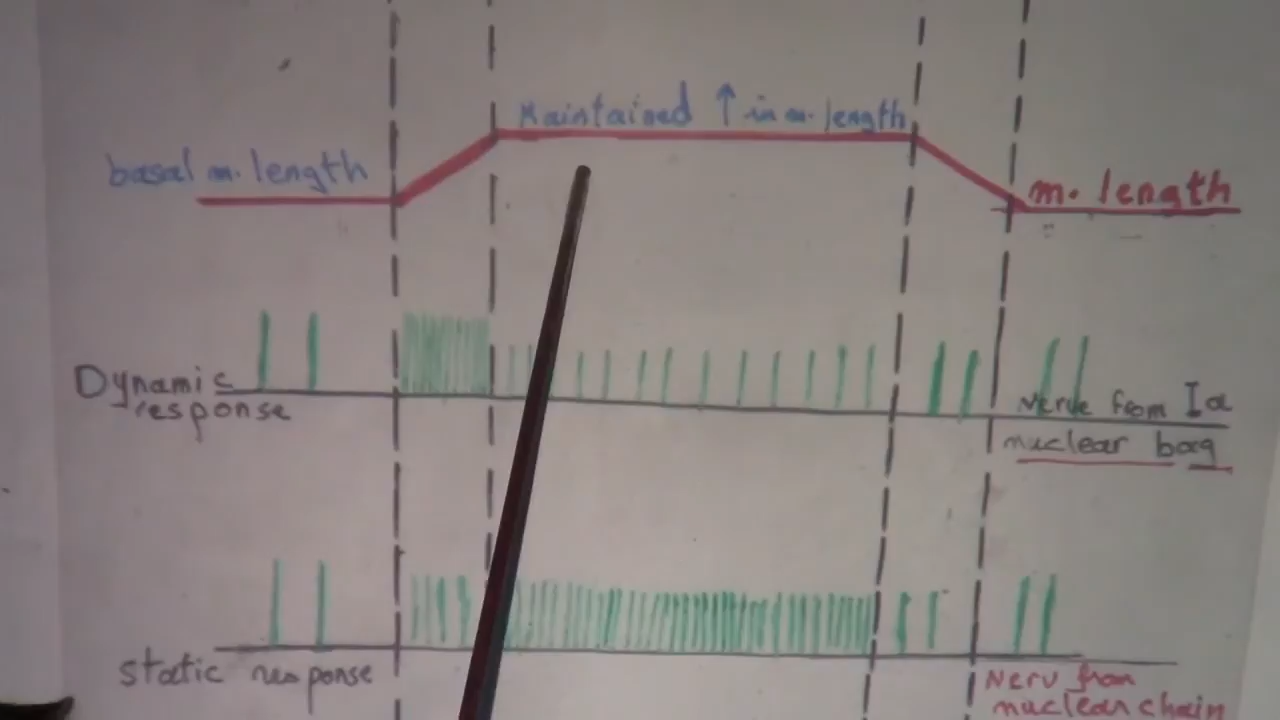 Maintained ↑ in m. length
basal m. length
m. length
Dynamic
response
Nerve from Ia
nuclear bag
static response
Nerv from
nuclear chain